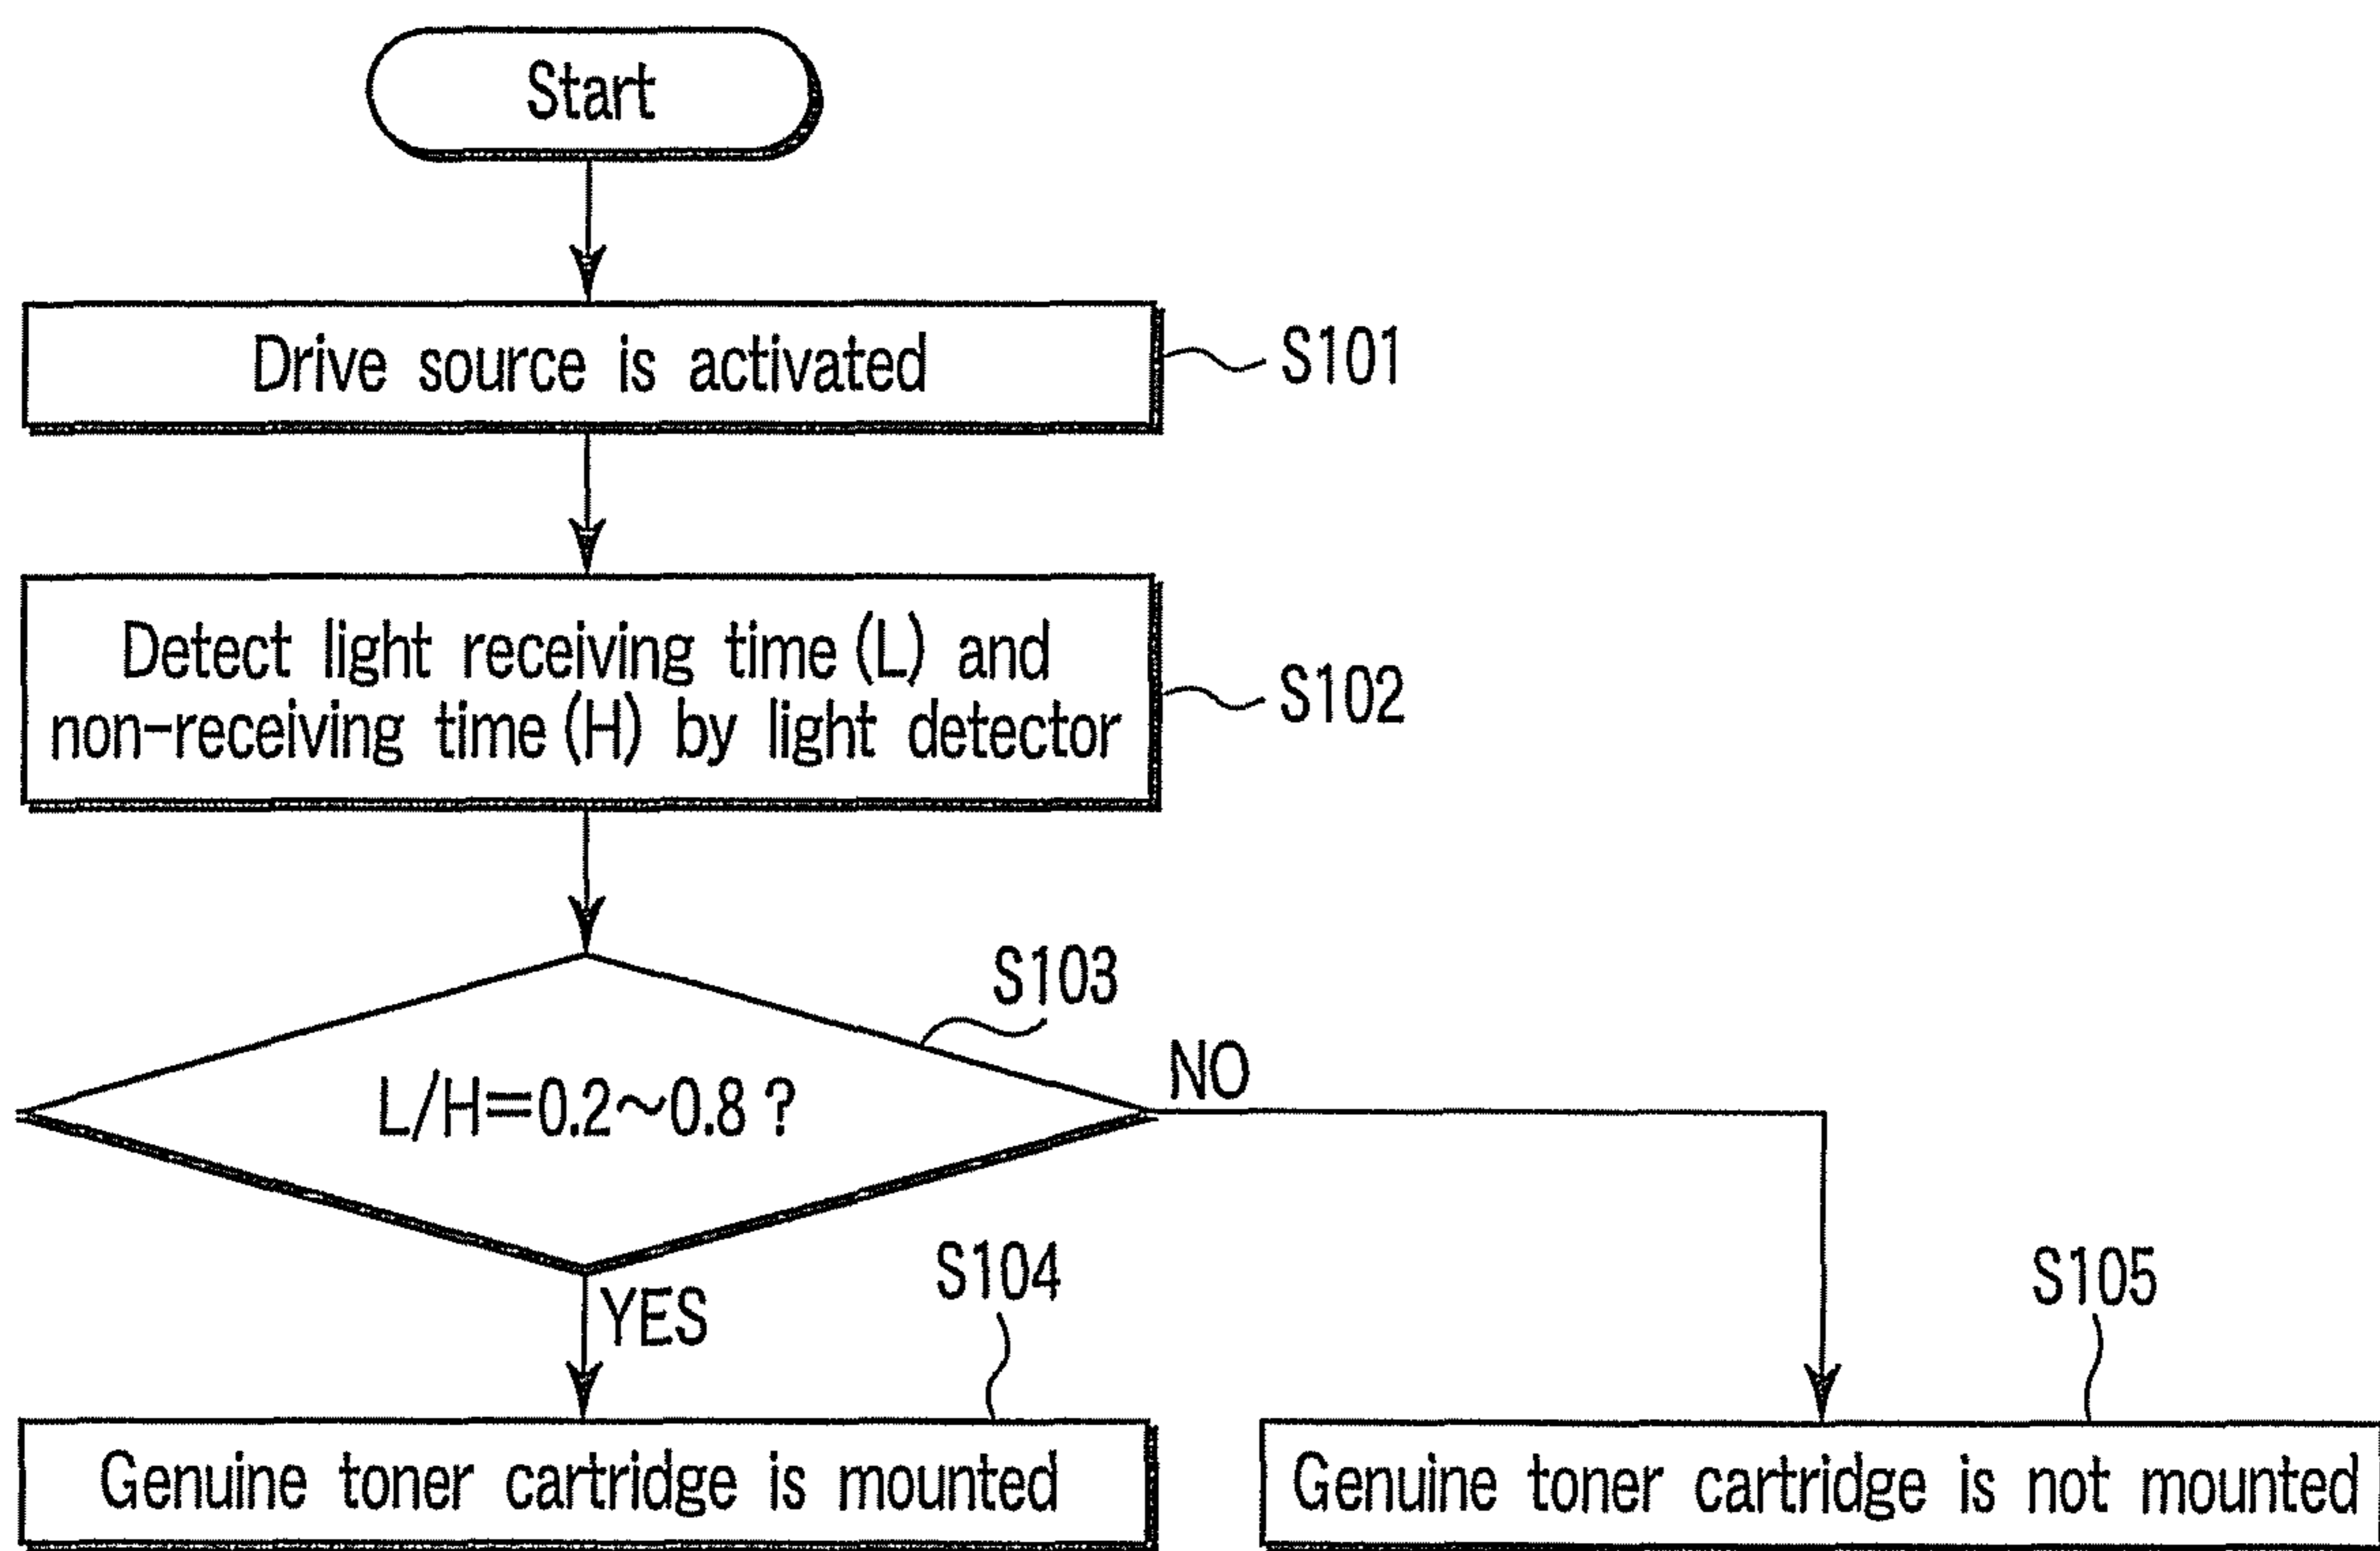 Start
Drive source is activated
S101
Detect light receiving time (L) and
non-receiving time (H) by light detector
S102
S103
L/H=0.2~0.8 ?
NO
YES
S104
S105
Genuine toner cartridge is mounted
Genuine toner cartridge is not mounted